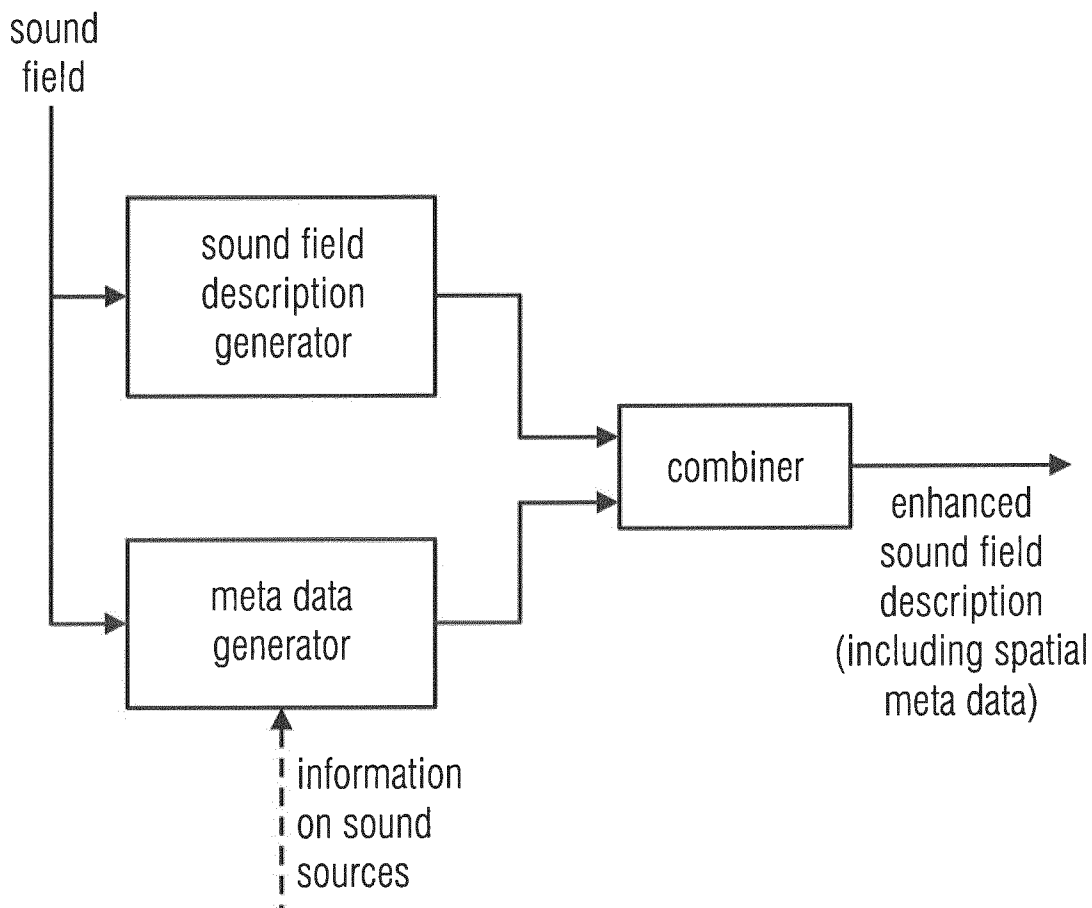 sound
field
sound field
description
generator
combiner
enhanced
sound field
description
(including spatial
meta data)
meta data
generator
information
on sound
sources